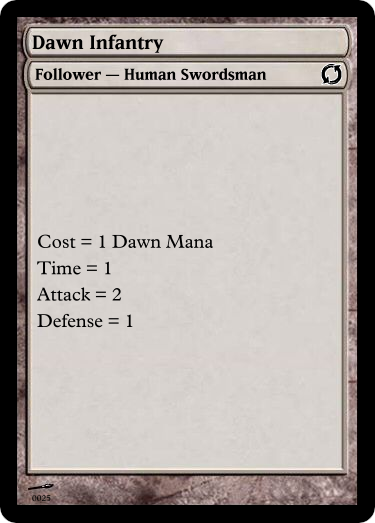 Dawn Infantry
Follower — Human Swordsman
Cost = 1 Dawn Mana
Time = 1
Attack = 2
Defense = 1
0025